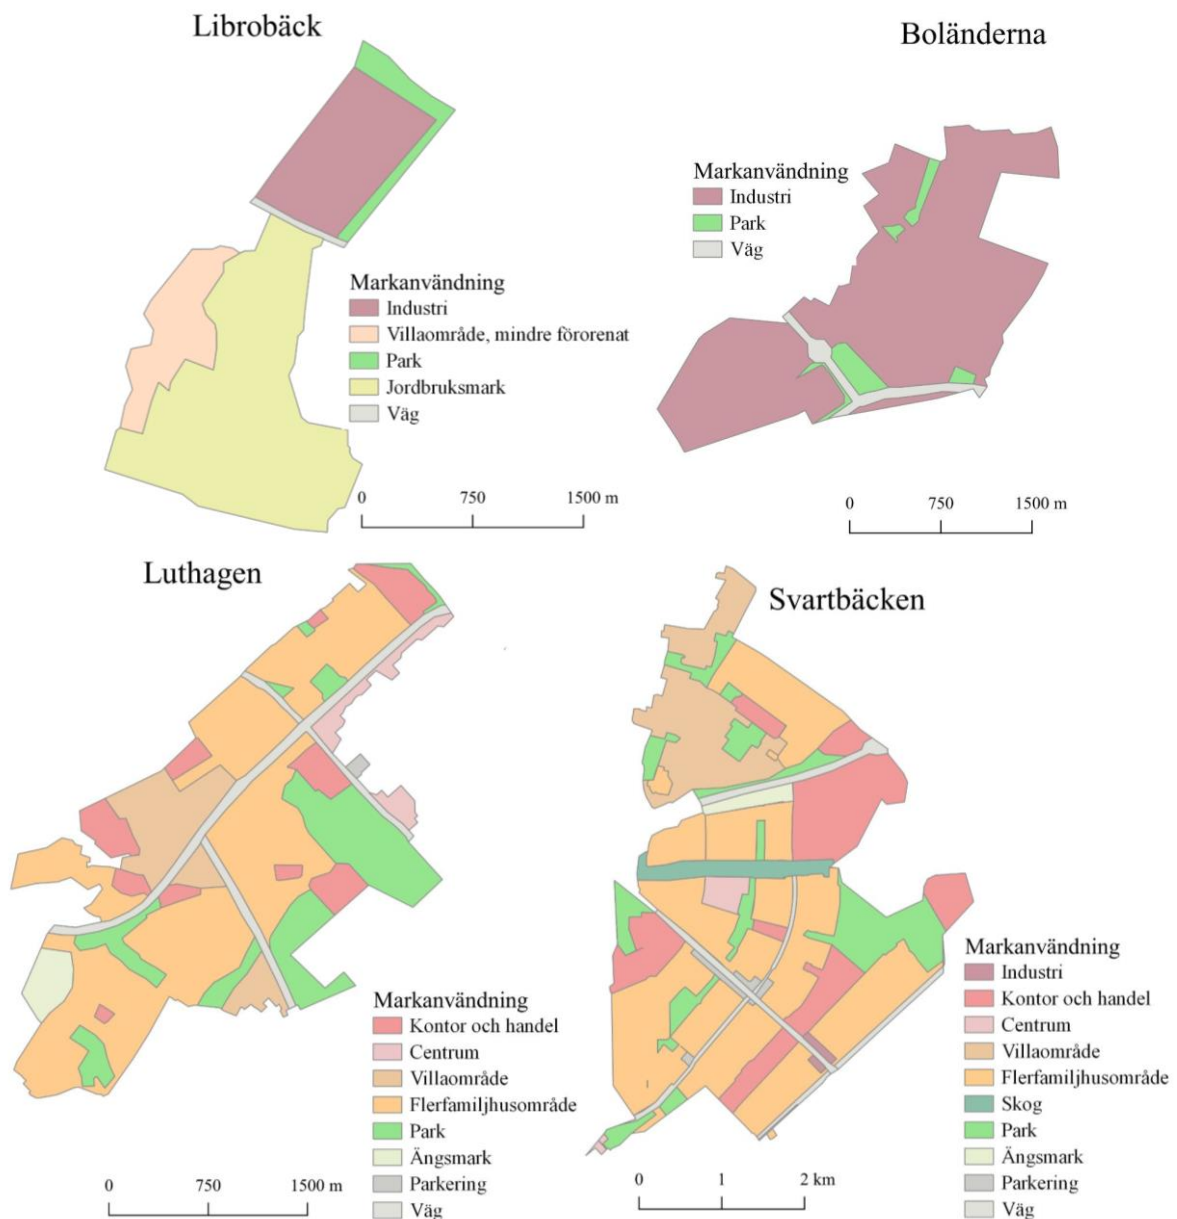 Librobäck
Markanvändning
Industri
Villaområde, mindre förorenat
Park
Jordbruksmark
Väg
0 750 1500 m
Boländerna
Markanvändning
Industri
Park
Väg
0 750 1500 m
Luthagen
Markanvändning
Kontor och handel
Centrum
Villaområde
Flerfamiljhusområde
Park
Ängsmark
Parkering
Väg
0 750 1500 m
Svartbäcken
Markanvändning
Industri
Kontor och handel
Centrum
Villaområde
Flerfamiljhusområde
Skog
Park
Ängsmark
Parkering
Väg
0 1 2 km